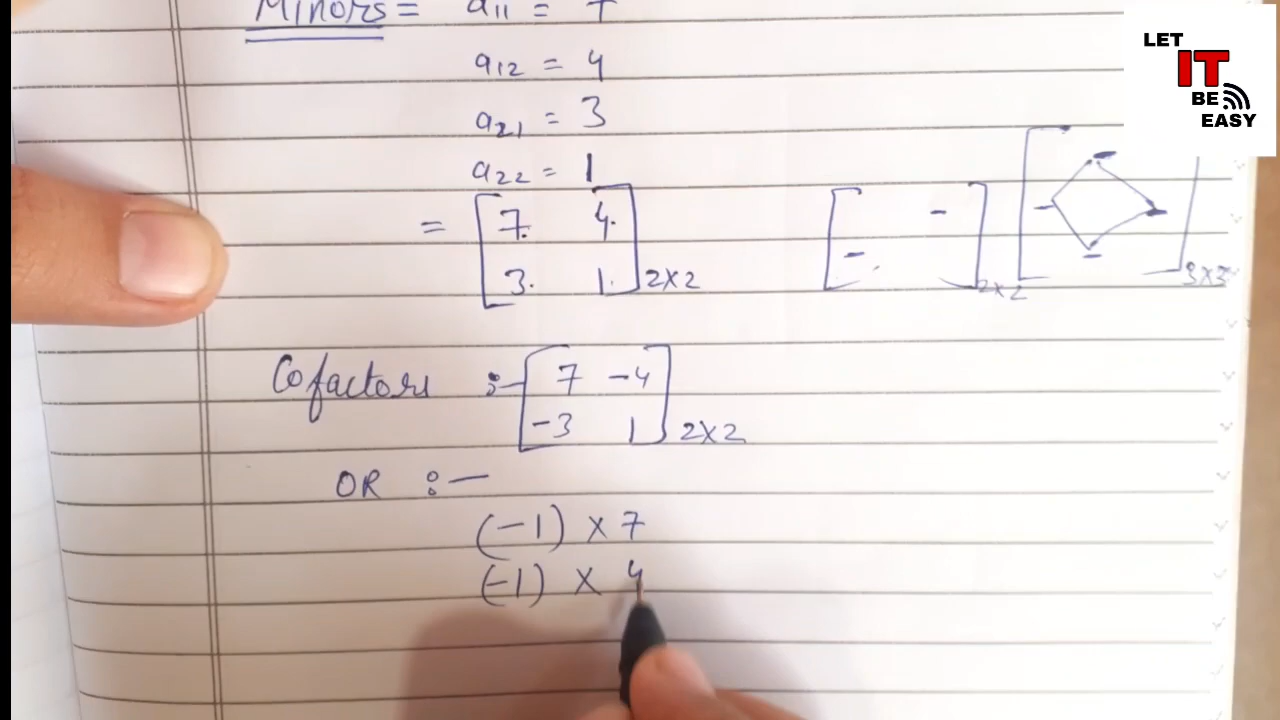 LET
IT
BE
EASY
Minors = a11 = 7
a12 = 4
a21 = 3
a22 = 1
= [7. 4.
3. 1.] 2x2
[ -
- ] 2x2
3x3
Cofactors :- [7 -4
-3 1] 2x2
OR :-
(-1) x 7
(-1) x 4